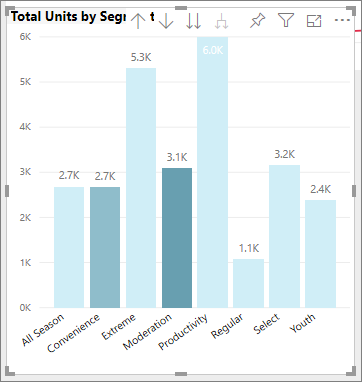 Total Units by Seg t
6K
5K
4K
3K
2K
1K
0K
2.7K
2.7K
5.3K
3.1K
6.0K
1.1K
3.2K
2.4K
All Season
Convenience
Extreme
Moderation
Productivity
Regular
Select
Youth